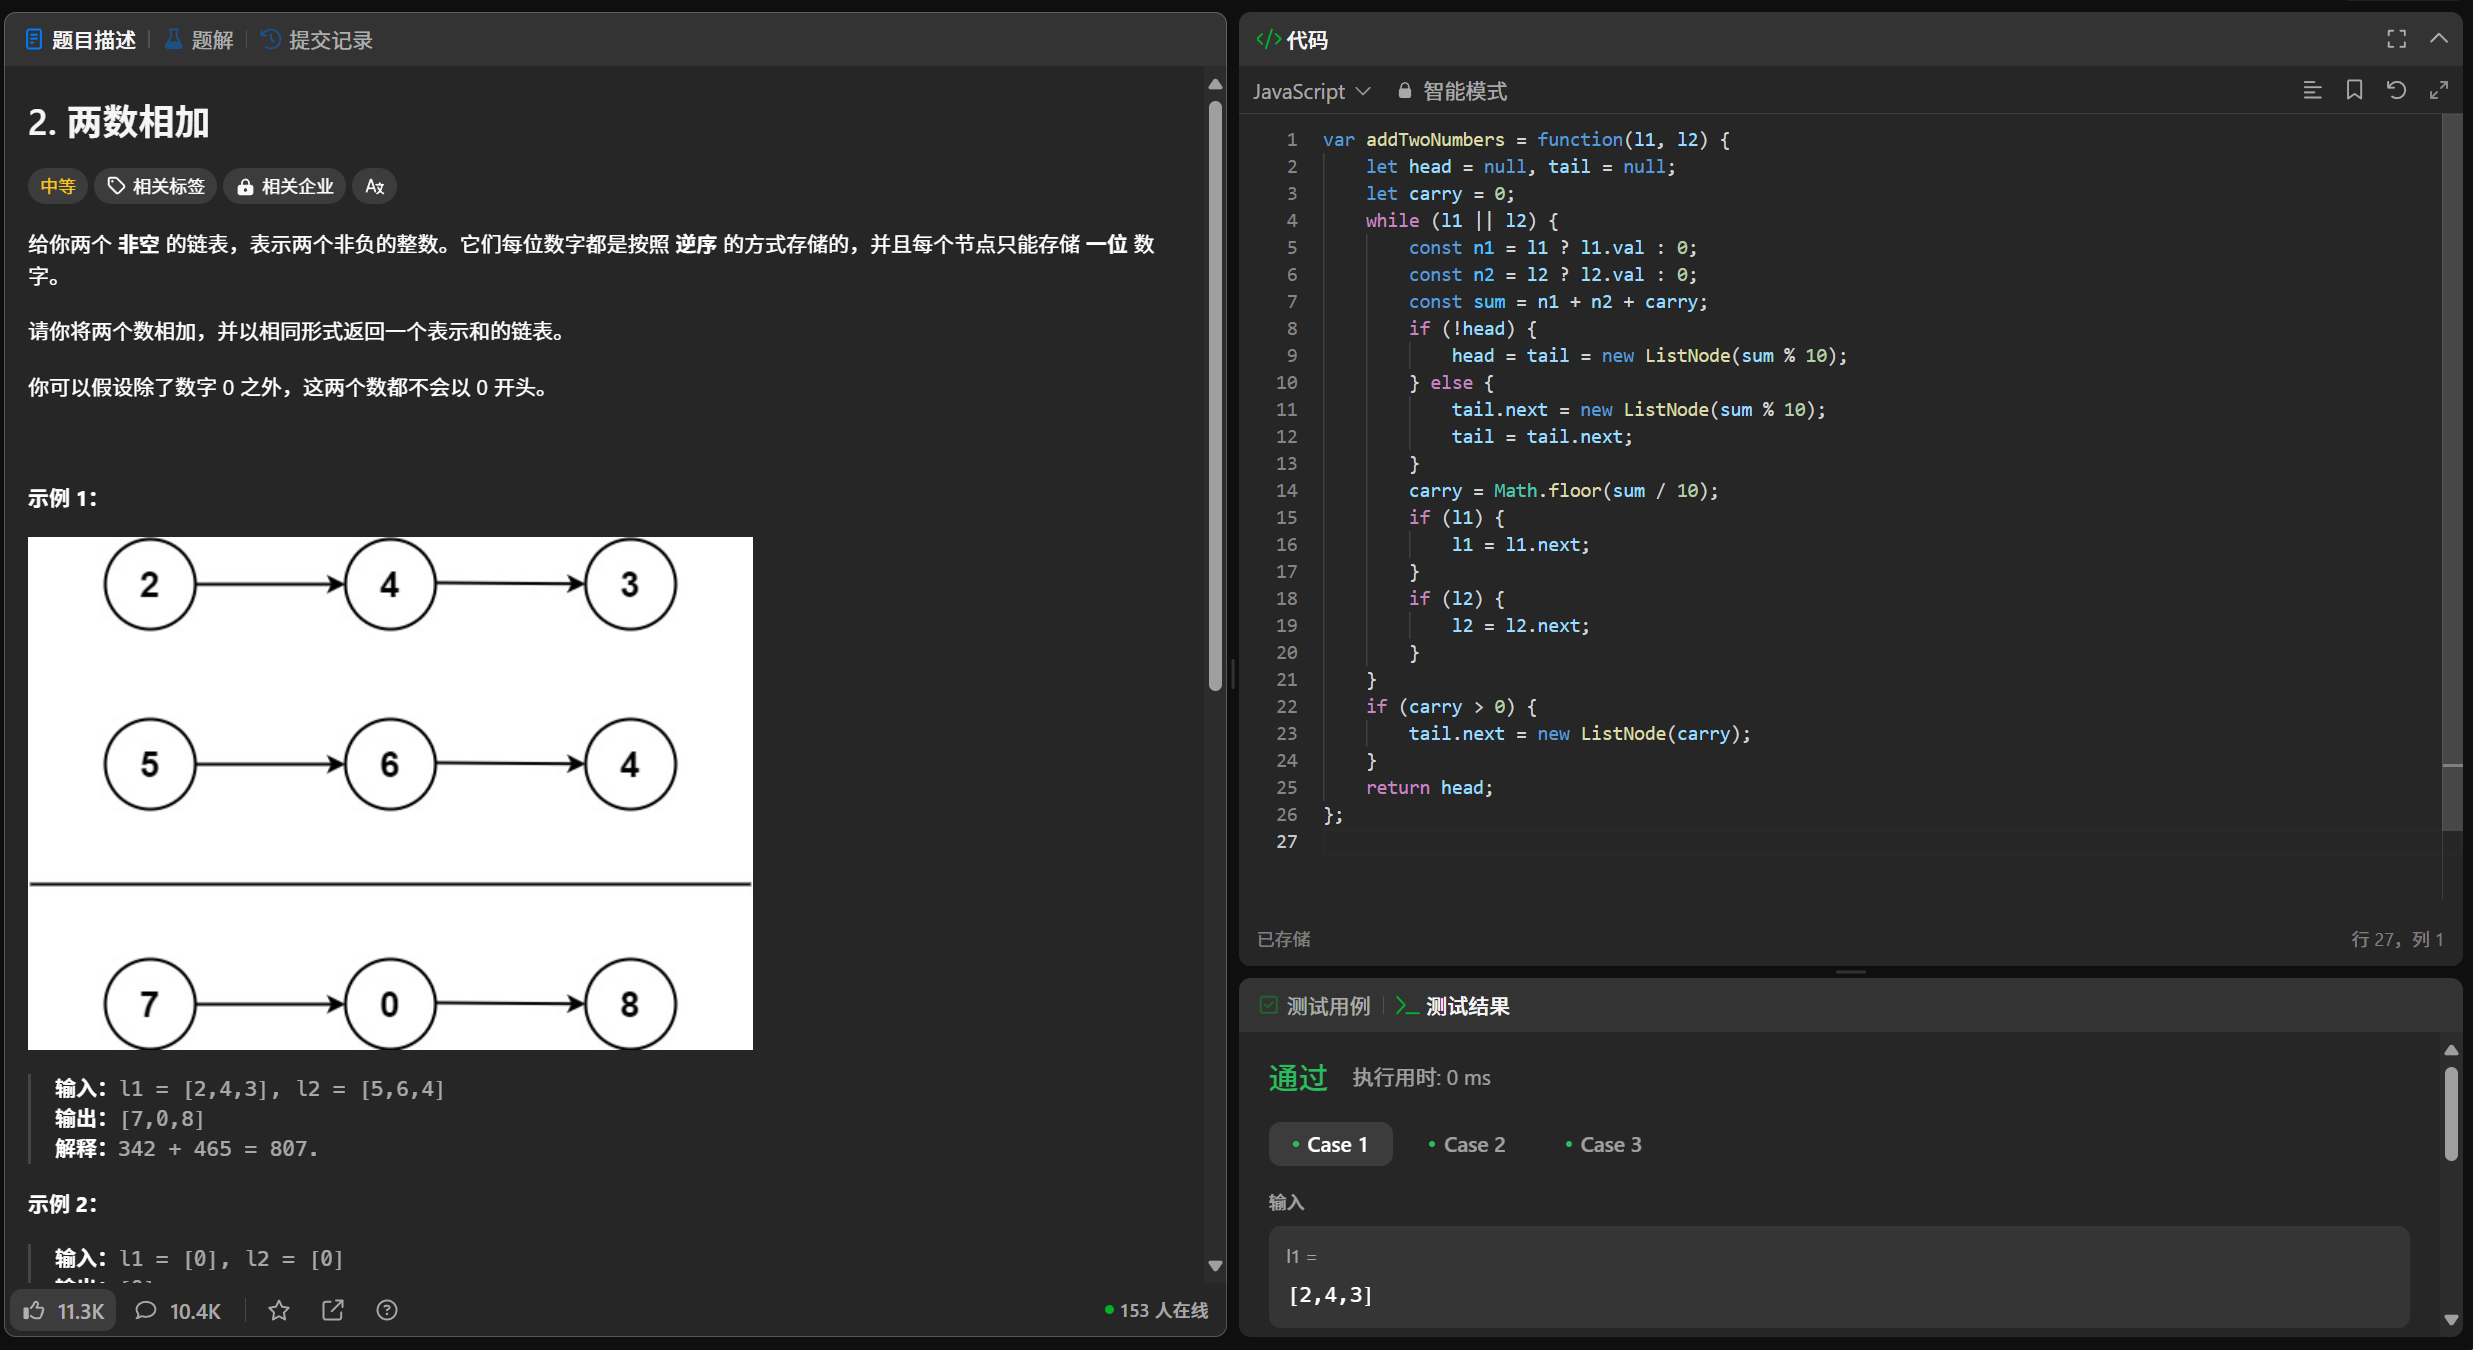 题目描述 题解 提交记录
2. 两数相加
中等 相关标签 相关企业
给你两个 非空 的链表，表示两个非负的整数。它们每位数字都是按照 逆序 的方式存储的，并且每个节点只能存储 一位 数
字。
请你将两个数相加，并以相同形式返回一个表示和的链表。
你可以假设除了数字 0 之外，这两个数都不会以 0 开头。
示例 1：
2 4 3
5 6 4
7 0 8
输入：l1 = [2,4,3], l2 = [5,6,4]
输出：[7,0,8]
解释：342 + 465 = 807.
示例 2：
输入：l1 = [0], l2 = [0]
11.3K 10.4K 153 人在线
代码
JavaScript 智能模式
1 var addTwoNumbers = function(l1, l2) {
2 let head = null, tail = null;
3 let carry = 0;
4 while (l1 || l2) {
5 const n1 = l1 ? l1.val : 0;
6 const n2 = l2 ? l2.val : 0;
7 const sum = n1 + n2 + carry;
8 if (!head) {
9 head = tail = new ListNode(sum % 10);
10 } else {
11 tail.next = new ListNode(sum % 10);
12 tail = tail.next;
13 }
14 carry = Math.floor(sum / 10);
15 if (l1) {
16 l1 = l1.next;
17 }
18 if (l2) {
19 l2 = l2.next;
20 }
21 }
22 if (carry > 0) {
23 tail.next = new ListNode(carry);
24 }
25 return head;
26 };
27
已存储 行 27，列 1
测试用例 测试结果
通过 执行用时: 0 ms
Case 1 Case 2 Case 3
输入
l1 =
[2,4,3]